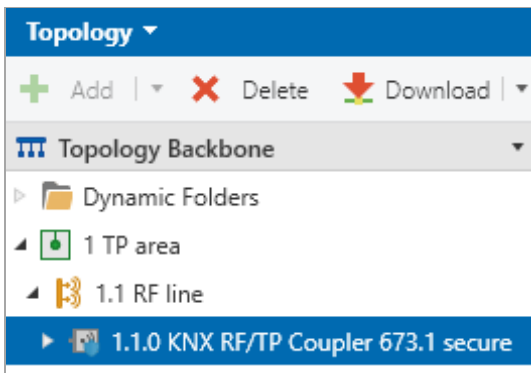 Topology
Add Delete Download
Topology Backbone
Dynamic Folders
1 TP area
1.1 RF line
1.1.0 KNX RF/TP Coupler 673.1 secure